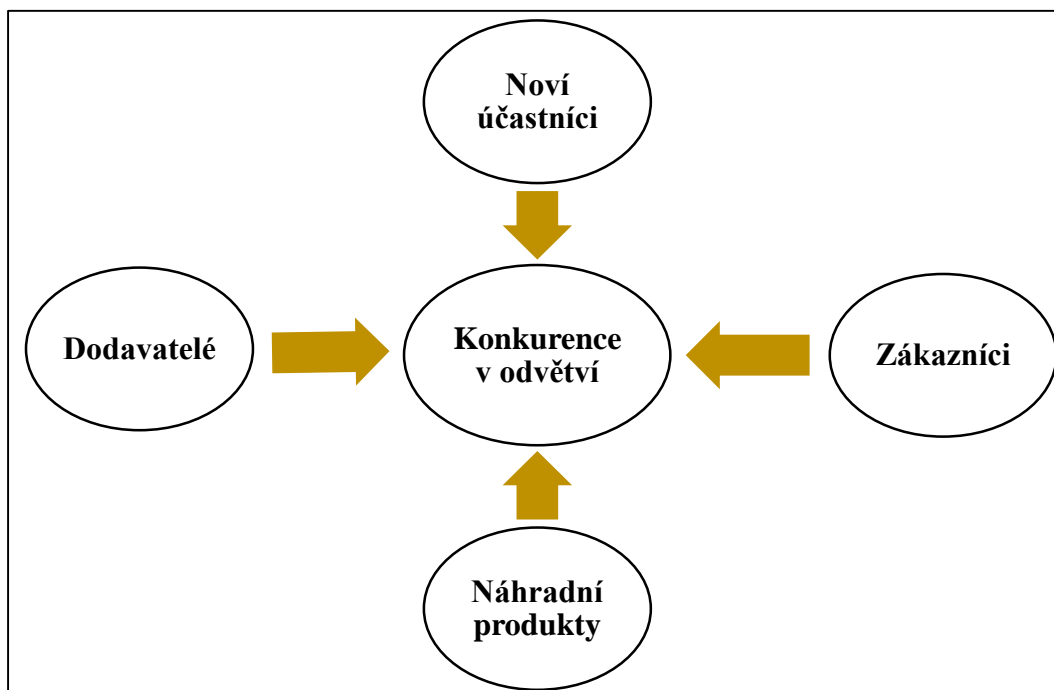 Noví
účastníci
Dodavatelé
Konkurence
v odvětví
Zákazníci
Náhradní
produkty